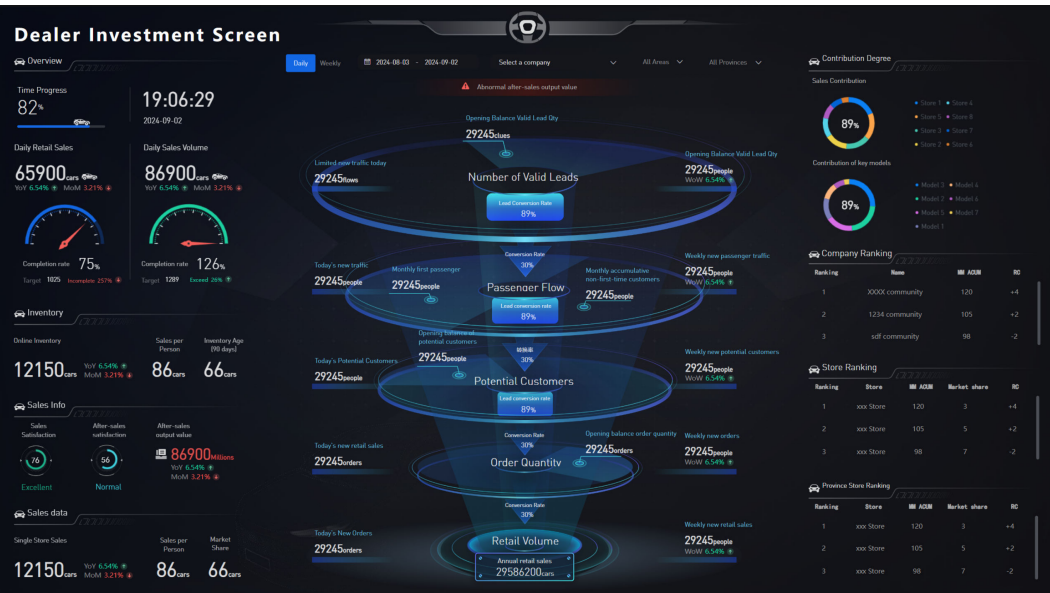 Dealer Investment Screen
Overview
Time Progress
82%
19:06:29
2024-09-02
Daily Retail Sales
65900cars
YoY 6.54% MoM 3.21%
Daily Sales Volume
86900cars
YoY 6.54% MoM 3.21%
Completion rate 75%
Target 1025 Incomplete 257%
Completion rate 126%
Target 1289 Exceed 26%
Inventory
Online Inventory
12150cars
YoY 6.54%
MoM 3.21%
Sales per
Person
86cars
Inventory Age
(90 days)
66cars
Sales Info
Sales
Satisfaction
76
Excellent
After-sales
satisfaction
56
Normal
After-sales
output value
86900Millions
YoY 6.54%
MoM 3.21%
Sales data
Single Store Sales
12150cars
YoY 6.54%
MoM 3.21%
Sales per
Person
86cars
Market
Share
66cars
Daily Weekly
2024-08-03 - 2024-09-02
Select a company
All Areas
All Provinces
Abnormal after-sales output value
Opening Balance Valid Lead Qty
29245clues
Limited new traffic today
29245flows
Number of Valid Leads
Lead Conversion Rate
89%
Opening Balance Valid Lead Qty
29245people
WoW 6.54%
Conversion Rate
30%
Today's new traffic
29245people
Monthly first passenger
29245people
Passenger Flow
Lead conversion rate
89%
Monthly accumulative
non-first-time customers
29245people
Weekly new passenger traffic
29245people
WoW 6.54%
Opening balance of
potential customers
29245people
转换率
30%
Today's Potential Customers
29245people
Potential Customers
Lead conversion rate
89%
Weekly new potential customers
29245people
WoW 6.54%
Conversion Rate
30%
Today's new retail sales
29245orders
Order Quantity
Opening balance order quantity
29245orders
Weekly new orders
29245people
WoW 6.54%
Conversion Rate
30%
Today's New Orders
29245orders
Retail Volume
Annual retail sales
29586200cars
Weekly new retail sales
29245people
WoW 6.54%
Contribution Degree
Sales Contribution
89%
Store 1 Store 4
Store 5 Store 8
Store 3 Store 7
Store 2 Store 6
Contribution of key models
89%
Model 3 Model 4
Model 2 Model 6
Model 5 Model 7
Model 1
Company Ranking
Ranking Name MM ACUM RC
1 XXXX community 120 +4
2 1234 community 105 +2
3 sdf community 98 -2
Store Ranking
Ranking Store MM ACUM Market share RC
1 xxx Store 120 3 +4
2 xxx Store 105 5 +2
3 xxx Store 98 7 -2
Province Store Ranking
Ranking Store MM ACUM Market share RC
1 xxx Store 120 3 +4
2 xxx Store 105 5 +2
3 xxx Store 98 7 -2